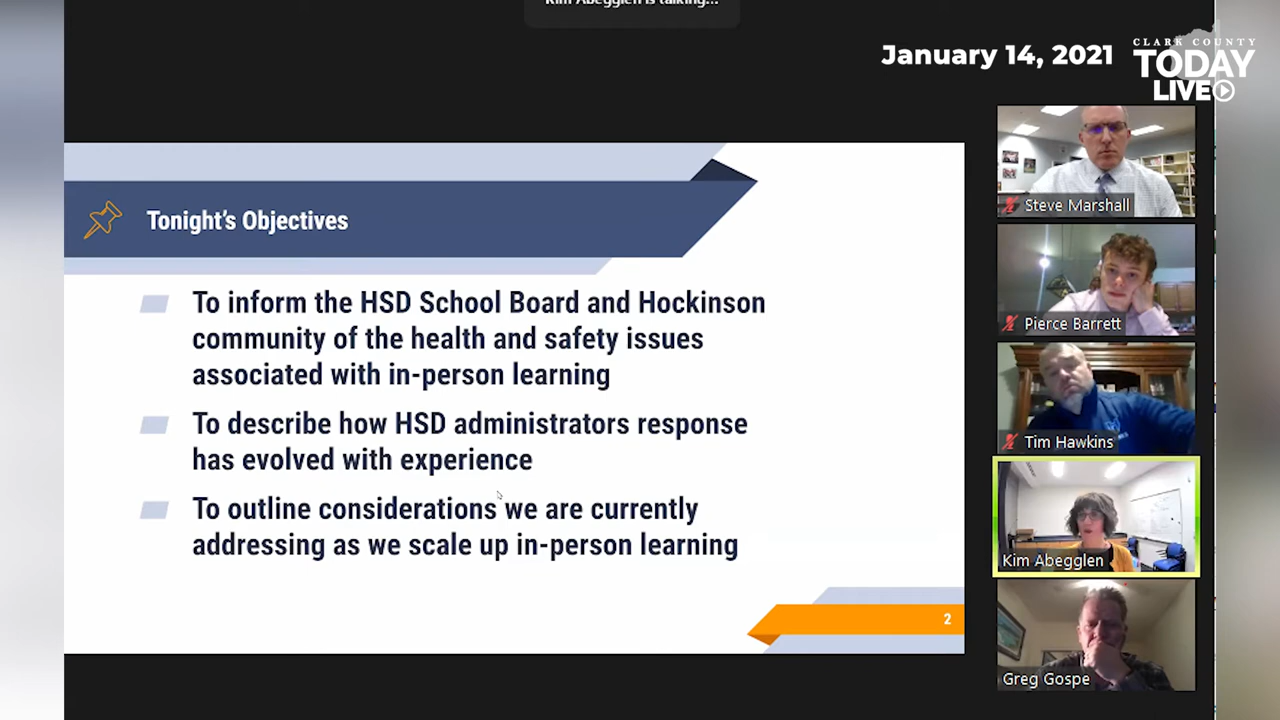 Kim Abegglen is talking...
January 14, 2021
CLARK COUNTY
TODAY
LIVE
Tonight's Objectives
To inform the HSD School Board and Hockinson
community of the health and safety issues
associated with in-person learning
To describe how HSD administrators response
has evolved with experience
To outline considerations we are currently
addressing as we scale up in-person learning
2
Steve Marshall
Pierce Barrett
Tim Hawkins
Kim Abegglen
Greg Gospe